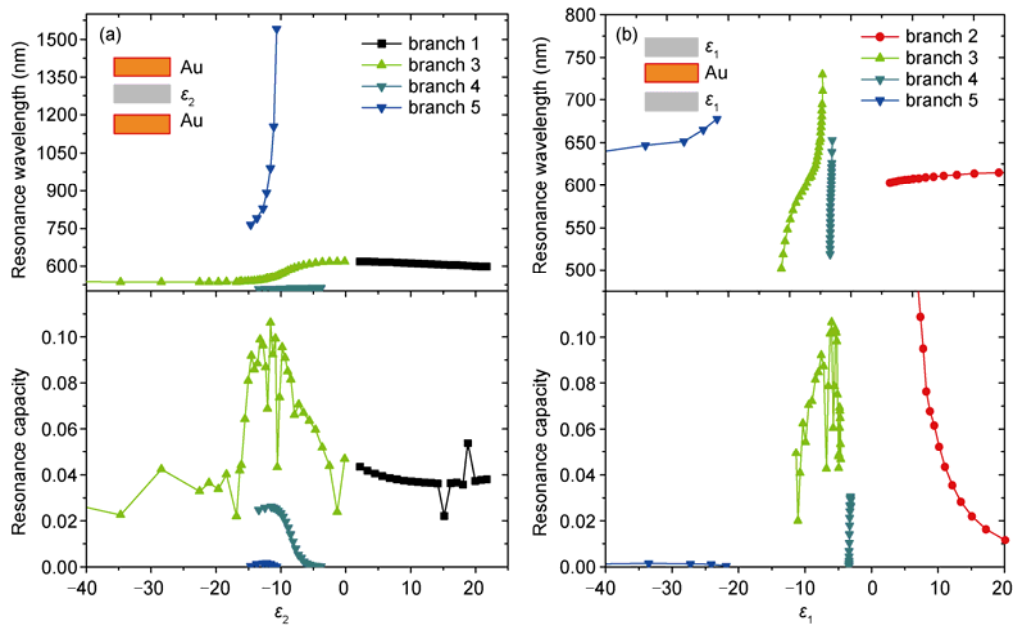 (a)
Au
ε2
Au
branch 1
branch 3
branch 4
branch 5
Resonance wavelength (nm)
1500
1350
1200
1050
900
750
600
Resonance capacity
0.10
0.08
0.06
0.04
0.02
0.00
−40 −30 −20 −10 0 10 20
ε2
(b)
ε1
Au
ε1
branch 2
branch 3
branch 4
branch 5
Resonance wavelength (nm)
800
750
700
650
600
550
500
Resonance capacity
0.10
0.08
0.06
0.04
0.02
0.00
−40 −30 −20 −10 0 10 20
ε1